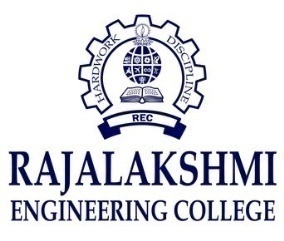 HARDWORK DISCIPLINE
REC
RAJALAKSHMI
ENGINEERING COLLEGE